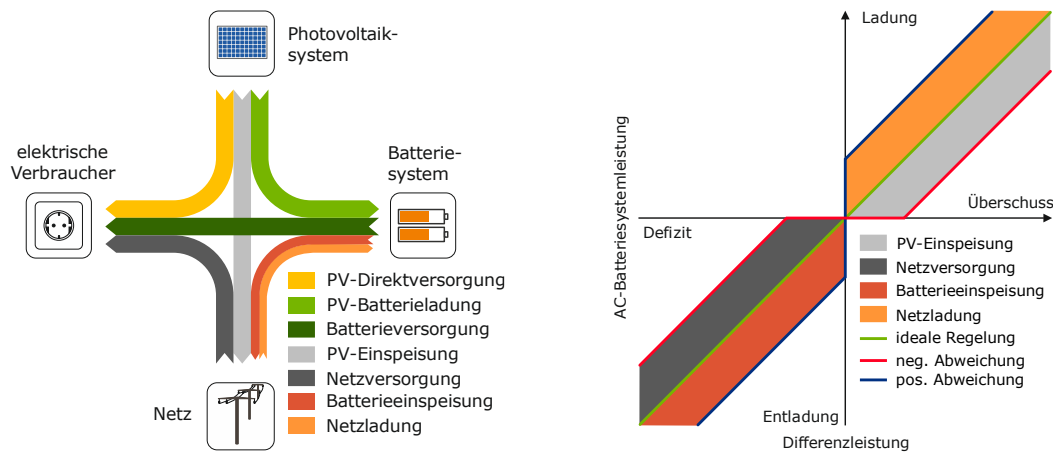 Photovoltaik-
system
elektrische
Verbraucher
Batterie-
system
PV-Direktversorgung
PV-Batterieladung
Batterieversorgung
PV-Einspeisung
Netzversorgung
Batterieeinspeisung
Netzladung
Netz
AC-Batteriesystemleistung
Ladung
Überschuss
Defizit
PV-Einspeisung
Netzversorgung
Batterieeinspeisung
Netzladung
ideale Regelung
neg. Abweichung
pos. Abweichung
Entladung
Differenzleistung